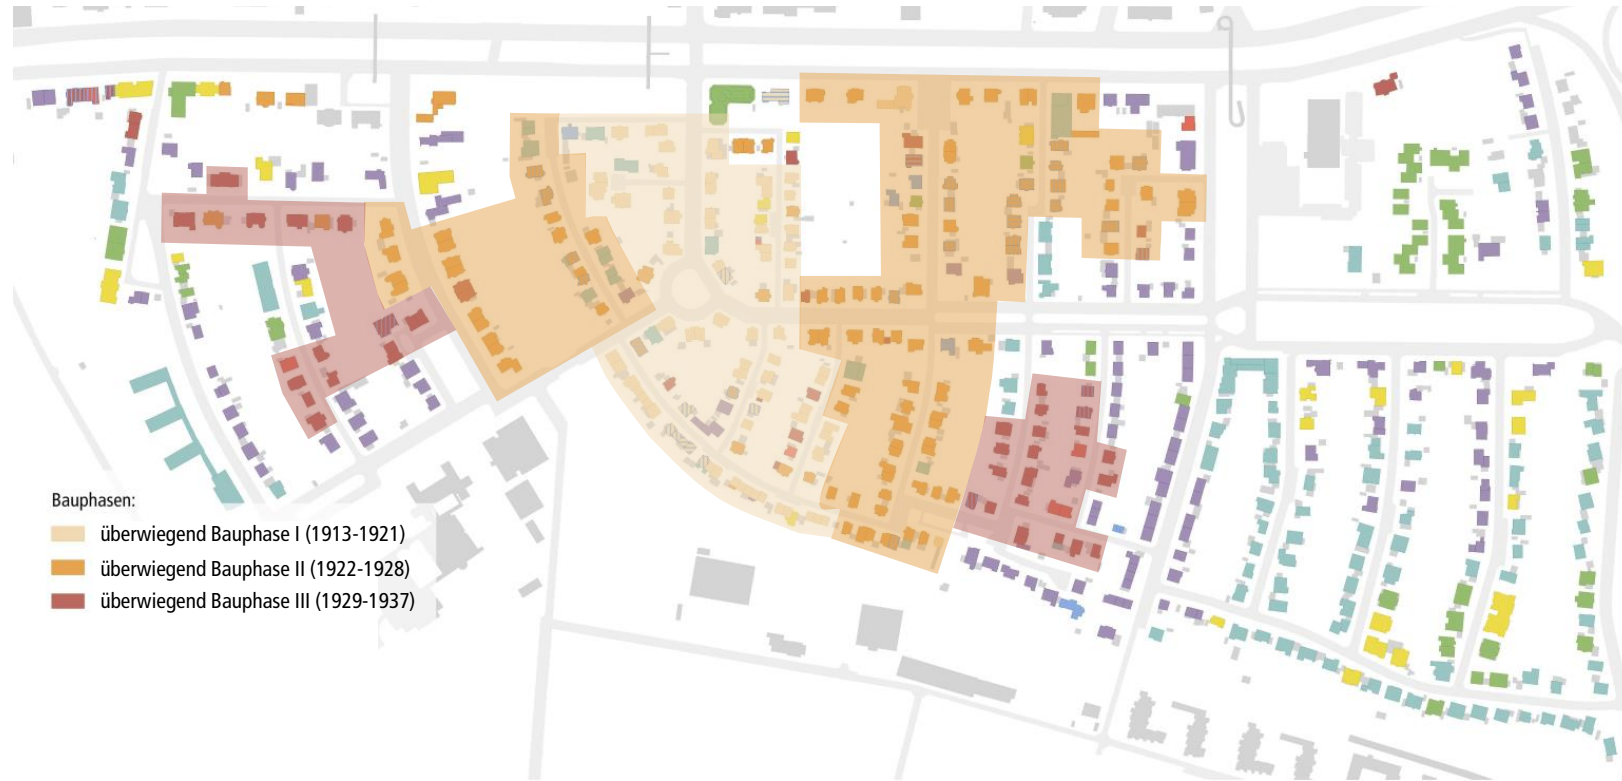 Bauphasen:
überwiegend Bauphase I (1913-1921)
überwiegend Bauphase II (1922-1928)
überwiegend Bauphase III (1929-1937)